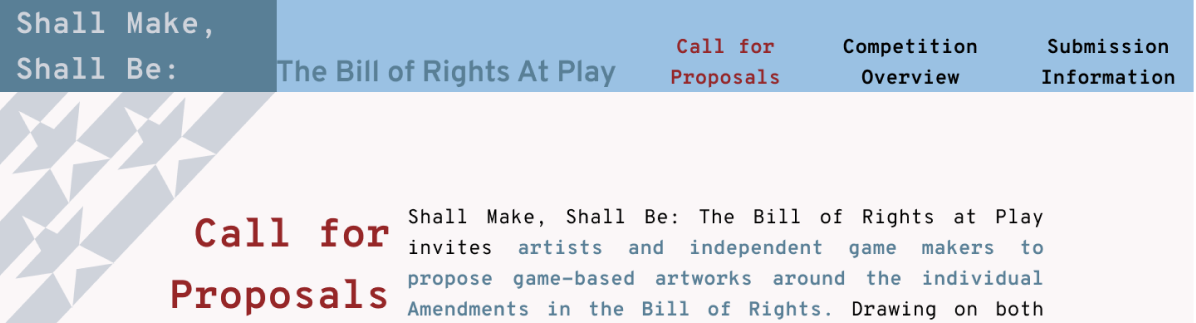 Shall Make,
Shall Be:
The Bill of Rights At Play
Call for
Proposals
Competition
Overview
Submission
Information
Call for
Proposals
Shall Make, Shall Be: The Bill of Rights at Play
invites artists and independent game makers to
propose game-based artworks around the individual
Amendments in the Bill of Rights. Drawing on both